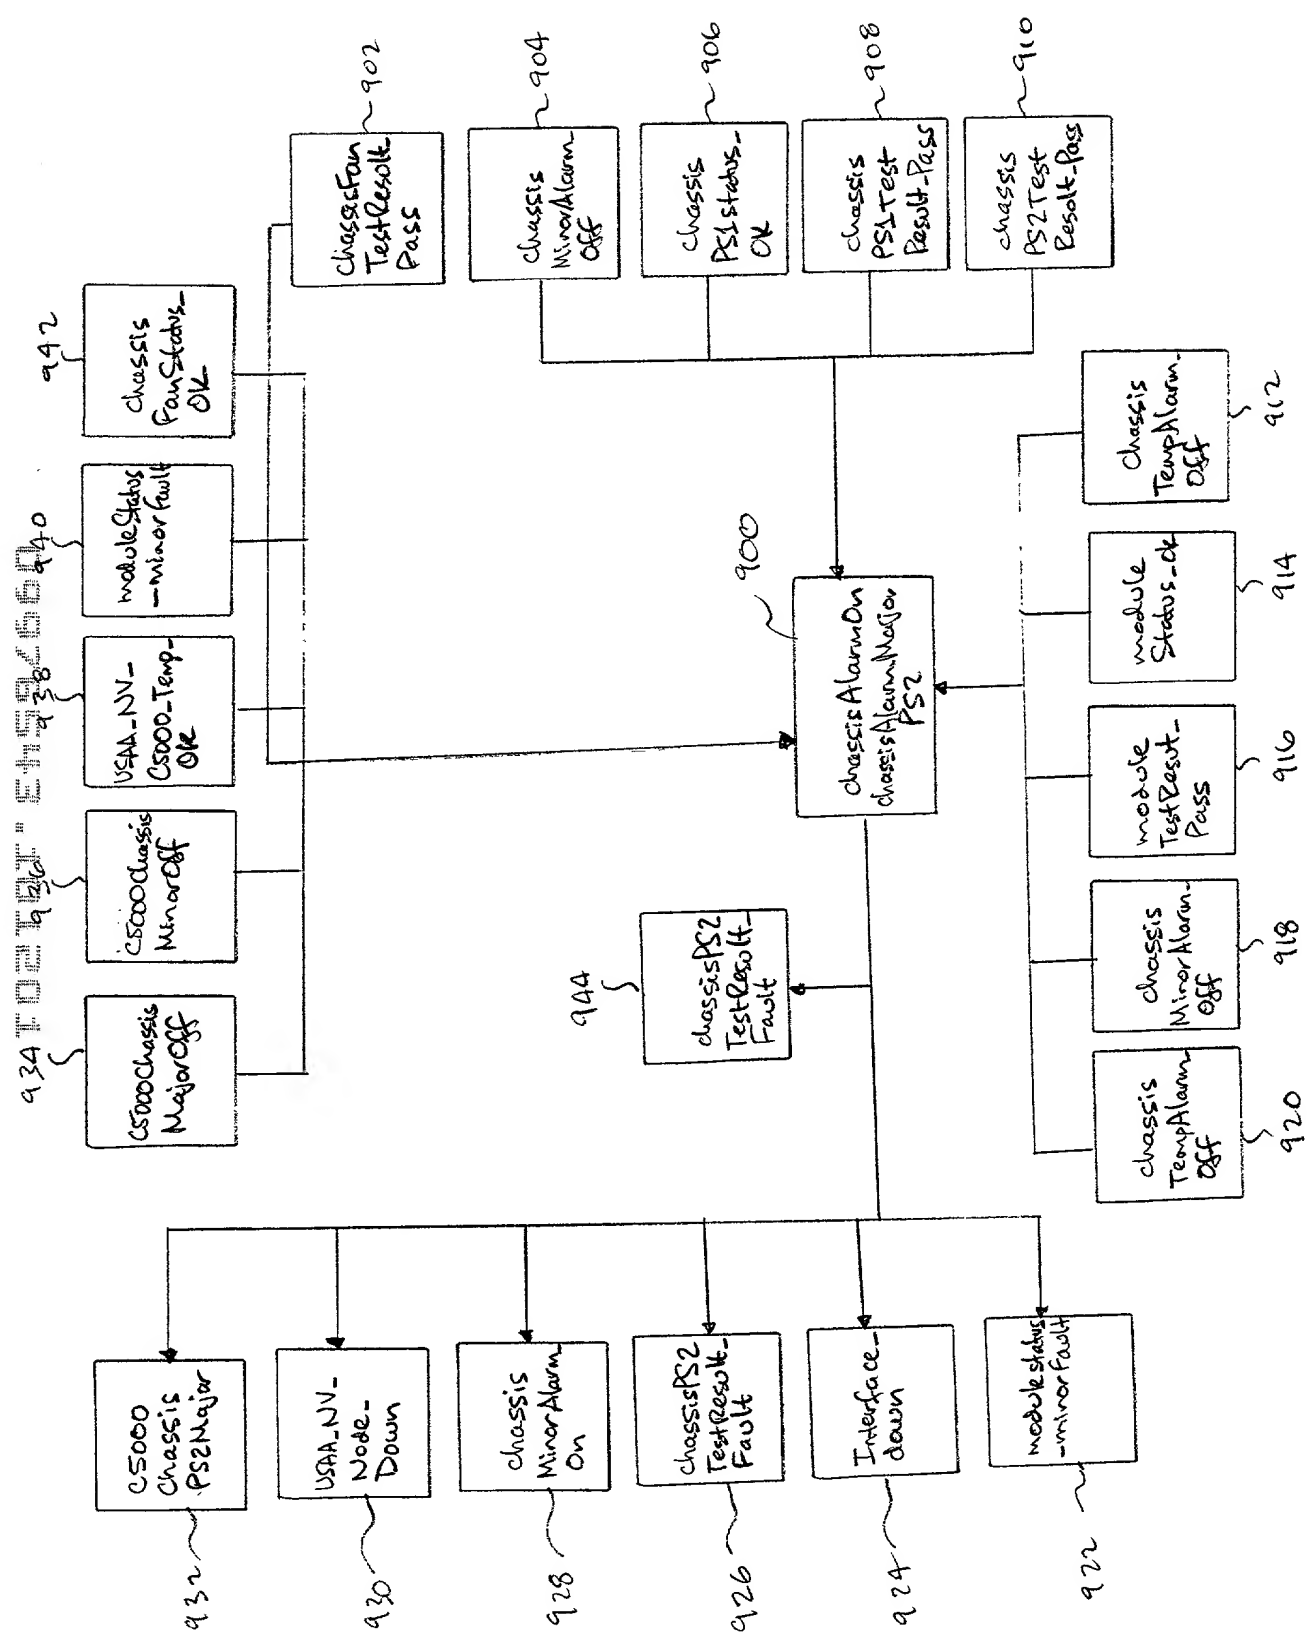 902
chassisFan
TestResult
Pass
904
chassis
MinorAlarm
Off
906
chassis
PS1Status_
OK
908
chassis
PS1Test
Result_Pass
910
chassis
PS2Test
Result_Pass
942
chassis
FanStatus_
OK
940
moduleStatus
_minorFault
938
USAA_NV_
C5000_Temp_
OK
936
C5000Chassis
MinorOff
934
C5000Chassis
MajorOff
900
chassisAlarmOn
chassisAlarmMajor
PS2
944
chassisPS2
TestResult_
Fault
912
chassis
TempAlarm_
Off
914
module
Status_ok
916
module
TestResult_
Pass
918
chassis
MinorAlarm_
Off
920
chassis
TempAlarm_
Off
932
C5000
Chassis
PS2Major
930
USAA_NV_
Node_
Down
928
chassis
MinorAlarm
On
926
chassisPS2
TestResult_
Fault
924
Interface_
down
922
modulestatus
_minorFault